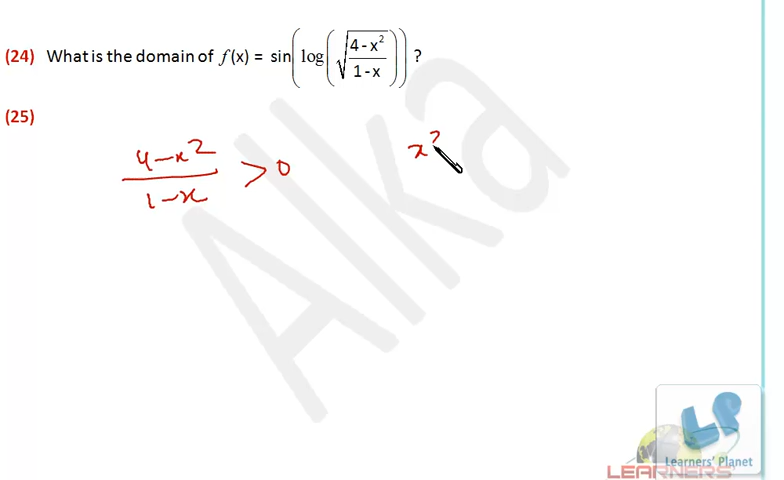 (24) What is the domain of f(x) = sin(log(√((4-x²)/(1-x)))) ?
(25)
(4-x²)/(1-x) > 0
x²
Alka
Learners' Planet
LEARNERS